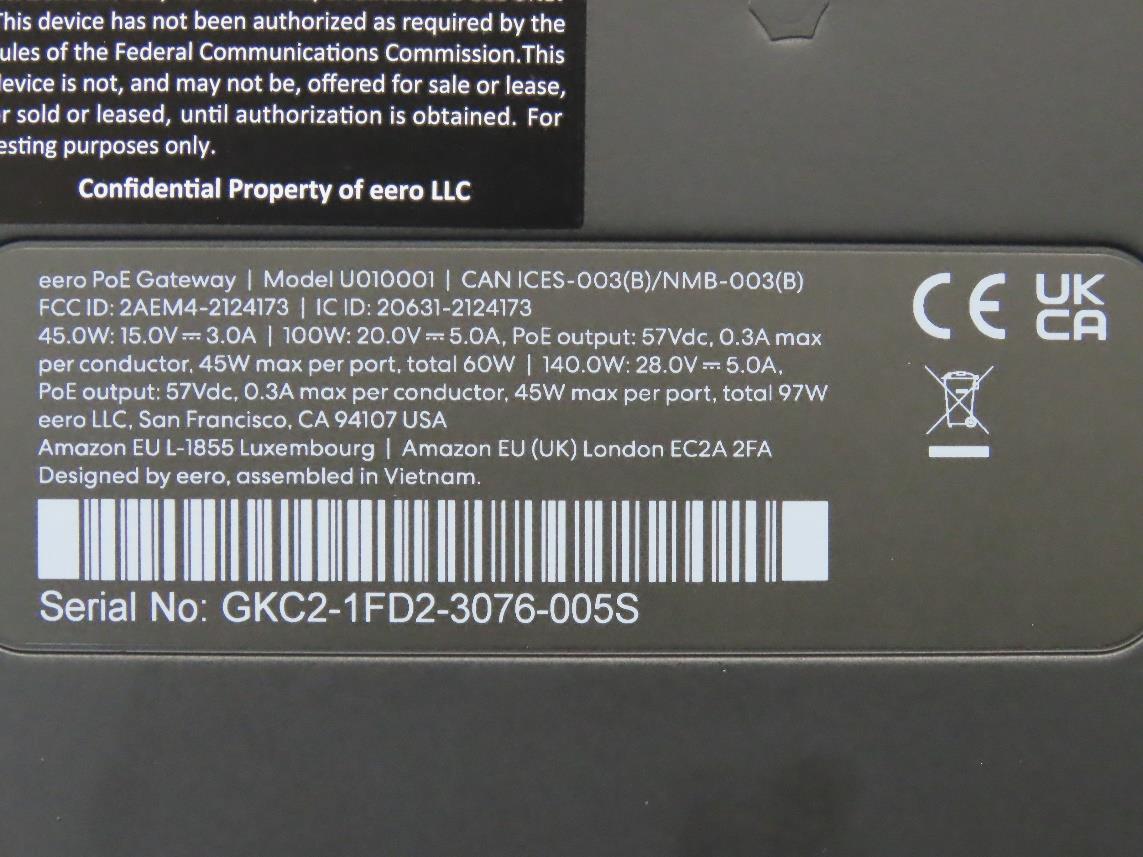 This device has not been authorized as required by the
rules of the Federal Communications Commission.This
device is not, and may not be, offered for sale or lease,
or sold or leased, until authorization is obtained. For
testing purposes only.
Confidential Property of eero LLC
eero PoE Gateway | Model U010001 | CAN ICES-003(B)/NMB-003(B)
FCC ID: 2AEM4-2124173 | IC ID: 20631-2124173
45.0W: 15.0V⎓3.0A | 100W: 20.0V⎓5.0A, PoE output: 57Vdc, 0.3A max
per conductor, 45W max per port, total 60W | 140.0W: 28.0V⎓5.0A,
PoE output: 57Vdc, 0.3A max per conductor, 45W max per port, total 97W
eero LLC, San Francisco, CA 94107 USA
Amazon EU L-1855 Luxembourg | Amazon EU (UK) London EC2A 2FA
Designed by eero, assembled in Vietnam.
CE
UK
CA
Serial No: GKC2-1FD2-3076-005S